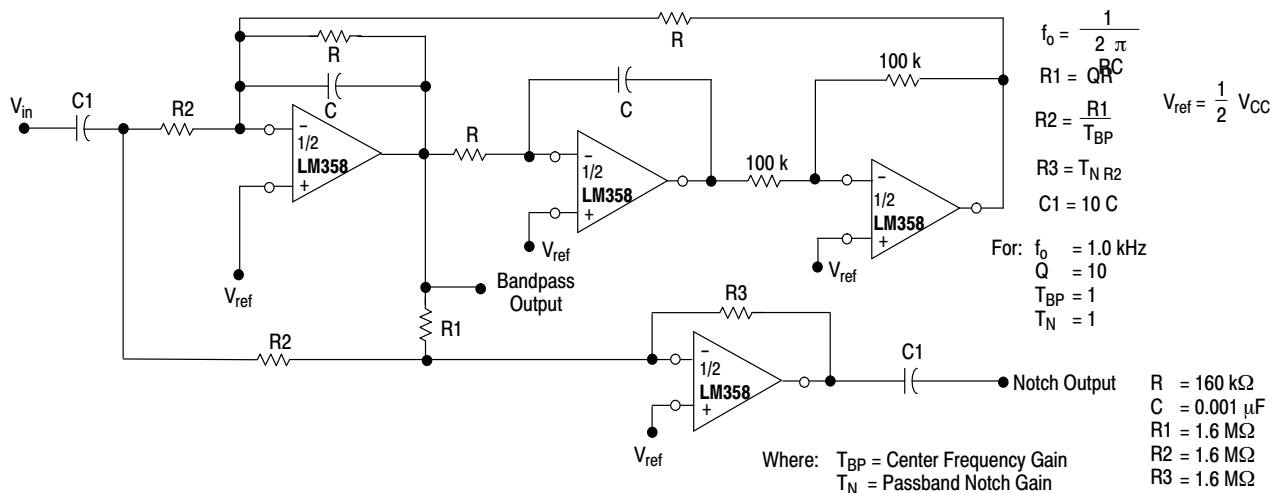 R
R
C
V_in
C1
R2
−
+
1/2
LM358
V_ref
R
C
−
+
1/2
LM358
V_ref
100 k
100 k
−
+
1/2
LM358
V_ref
Bandpass
Output
R1
R2
R3
−
+
1/2
LM358
V_ref
C1
Notch Output
f_o = 1
2 π
RC
R1 = QR
R2 = R1
T_BP
R3 = T_N R2
C1 = 10 C
V_ref = 1/2 V_CC
For: f_o = 1.0 kHz
Q = 10
T_BP = 1
T_N = 1
R = 160 kΩ
C = 0.001 μF
R1 = 1.6 MΩ
R2 = 1.6 MΩ
R3 = 1.6 MΩ
Where: T_BP = Center Frequency Gain
T_N = Passband Notch Gain